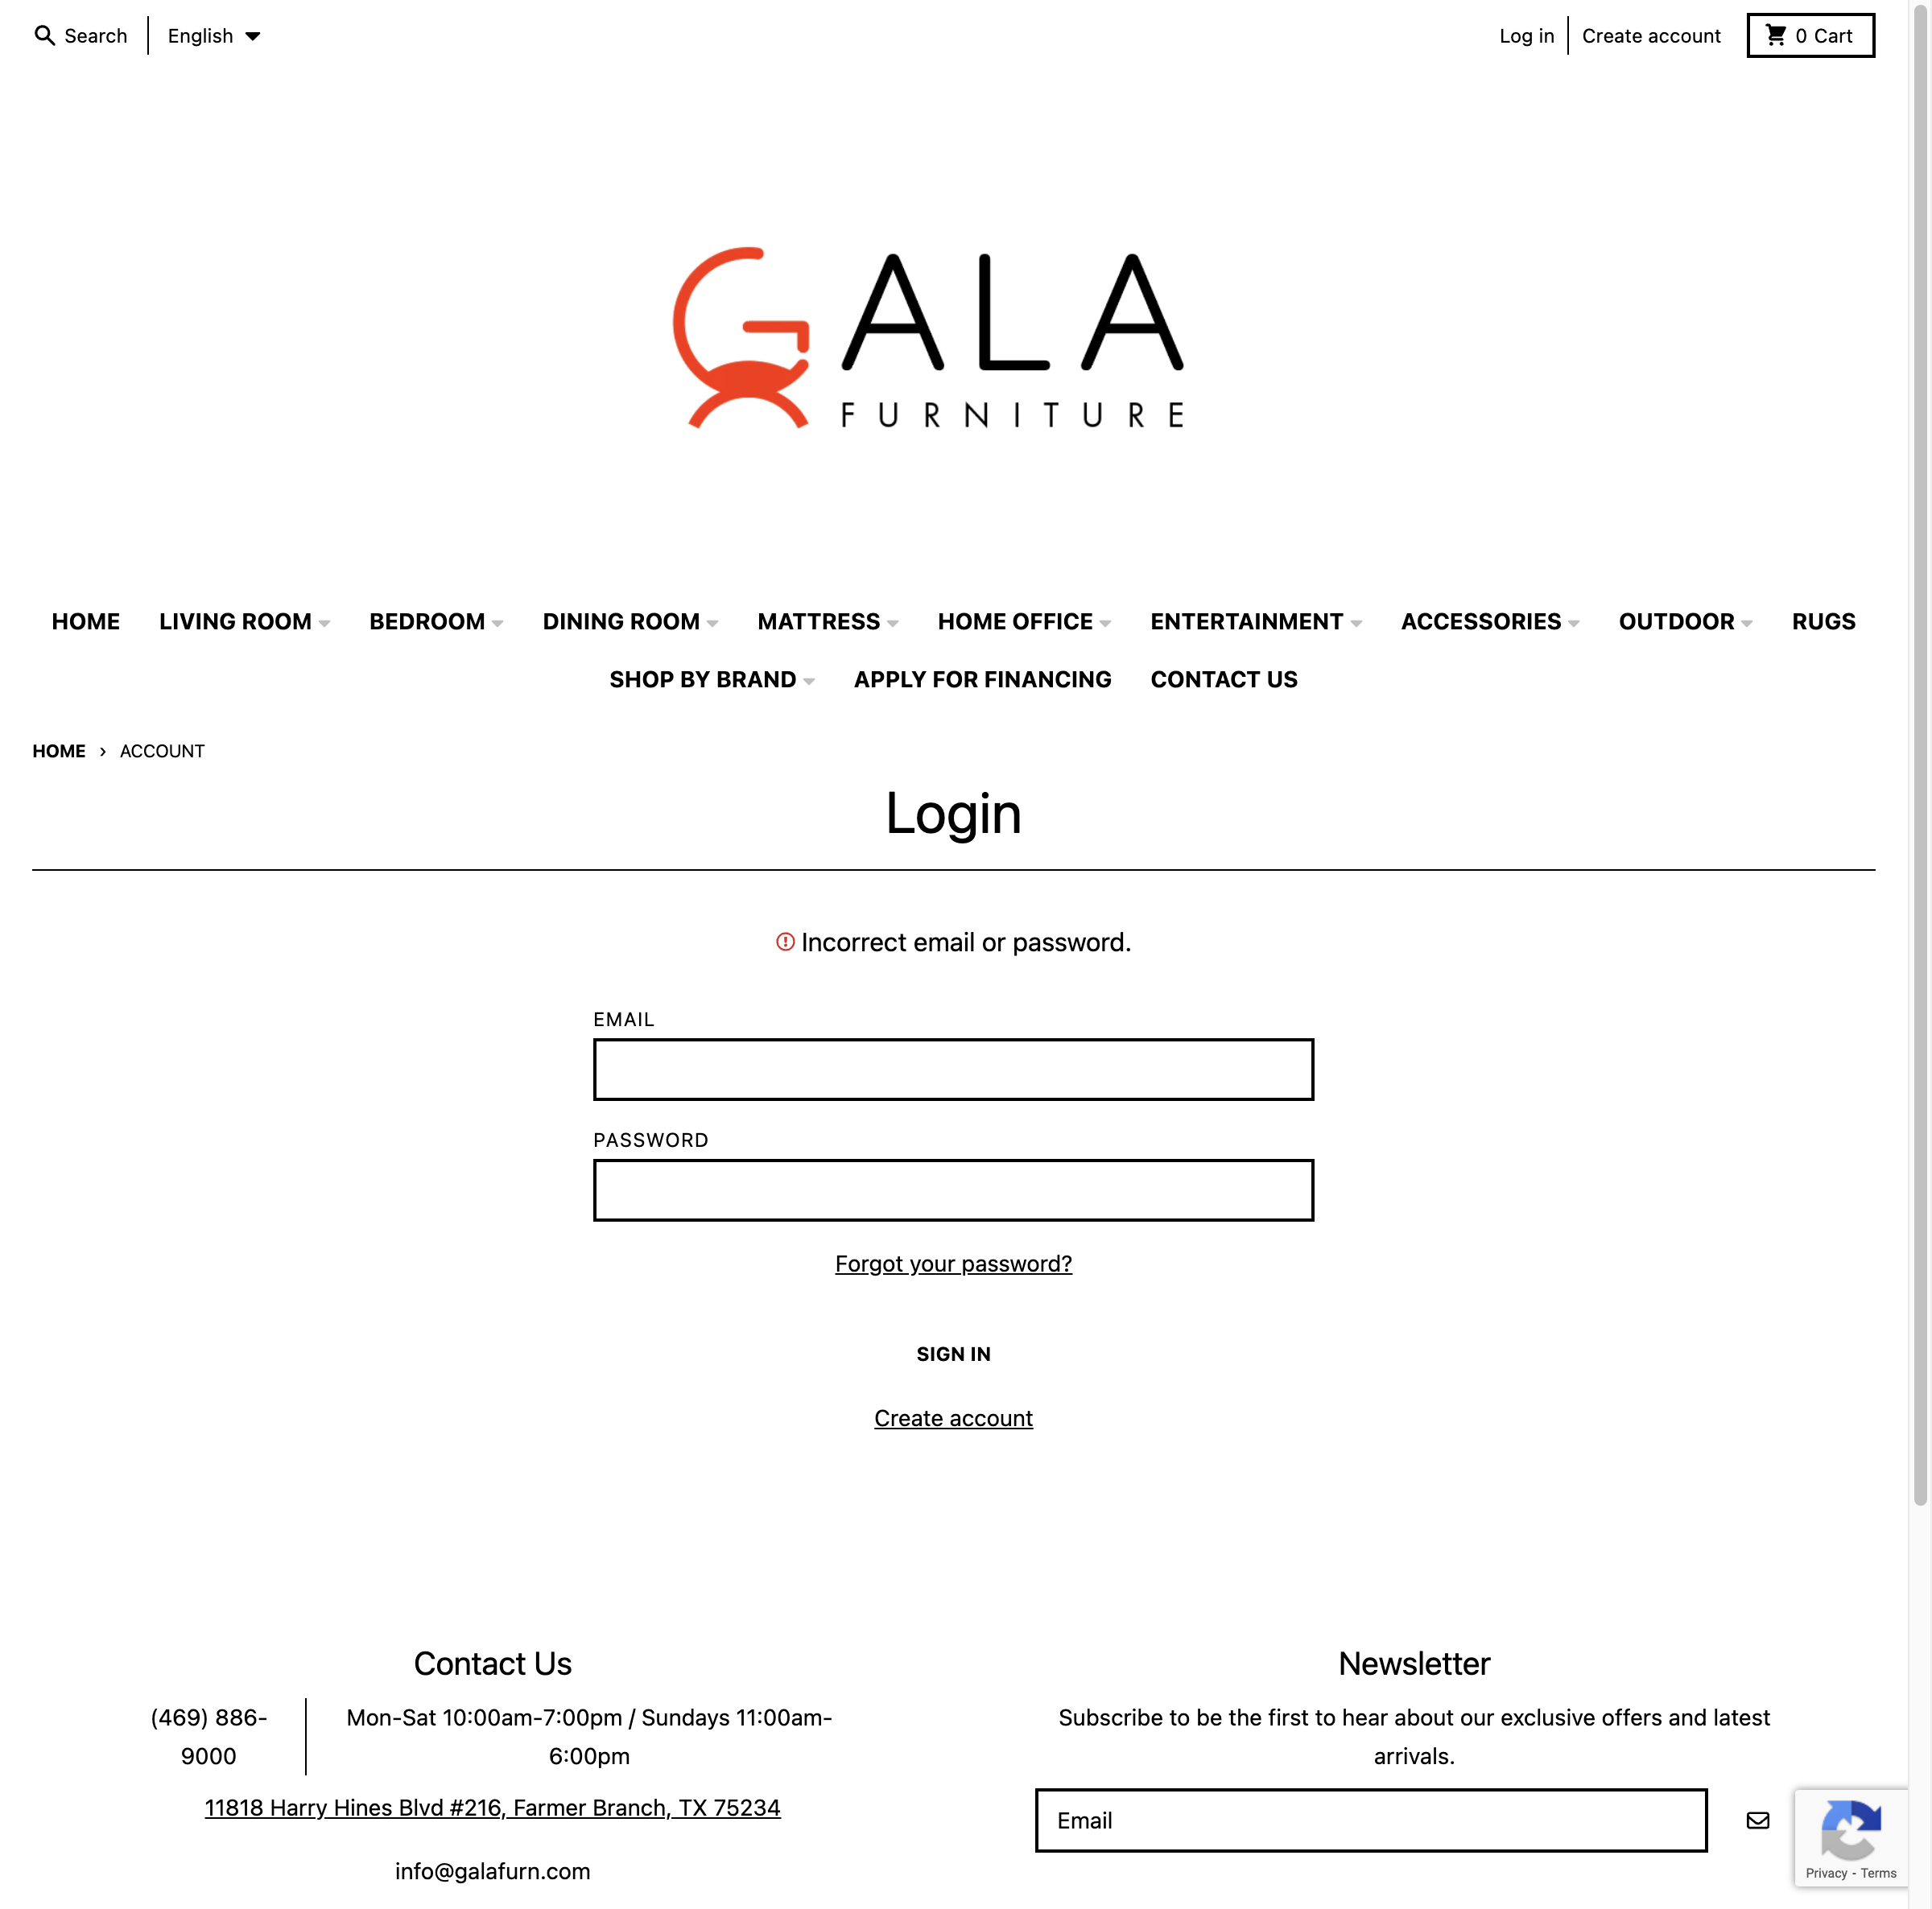 Search
English
Log in
Create account
0 Cart
GALA
FURNITURE
HOME LIVING ROOM BEDROOM DINING ROOM MATTRESS HOME OFFICE ENTERTAINMENT ACCESSORIES OUTDOOR RUGS
SHOP BY BRAND APPLY FOR FINANCING CONTACT US
HOME › ACCOUNT
Login
Incorrect email or password.
EMAIL
PASSWORD
Forgot your password?
SIGN IN
Create account
Contact Us
(469) 886-
9000
Mon-Sat 10:00am-7:00pm / Sundays 11:00am-
6:00pm
11818 Harry Hines Blvd #216, Farmer Branch, TX 75234
info@galafurn.com
Newsletter
Subscribe to be the first to hear about our exclusive offers and latest
arrivals.
Email
Privacy - Terms